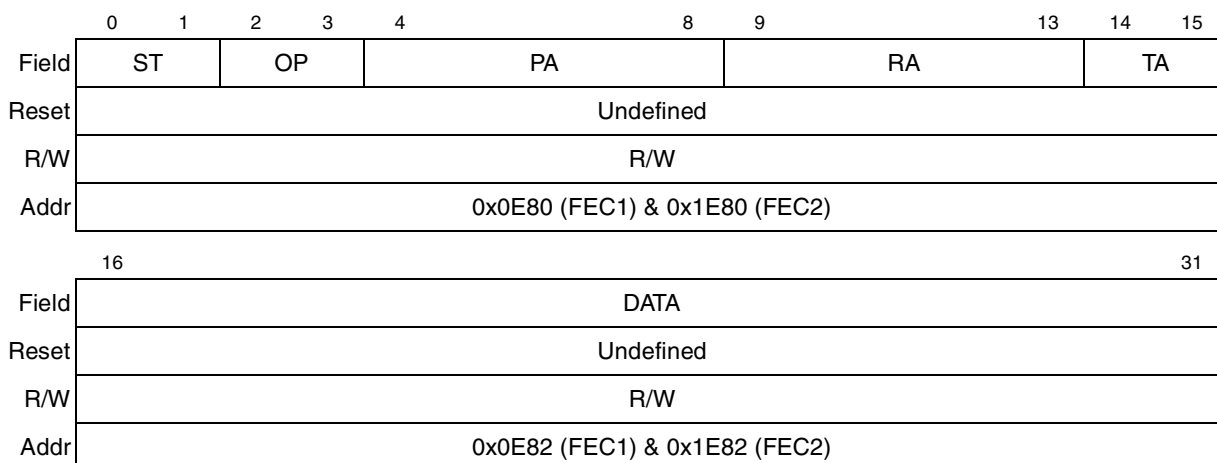 0 1 2 3 4 8 9 13 14 15
Field ST OP PA RA TA
Reset Undefined
R/W R/W
Addr 0x0E80 (FEC1) & 0x1E80 (FEC2)
16 31
Field DATA
Reset Undefined
R/W R/W
Addr 0x0E82 (FEC1) & 0x1E82 (FEC2)